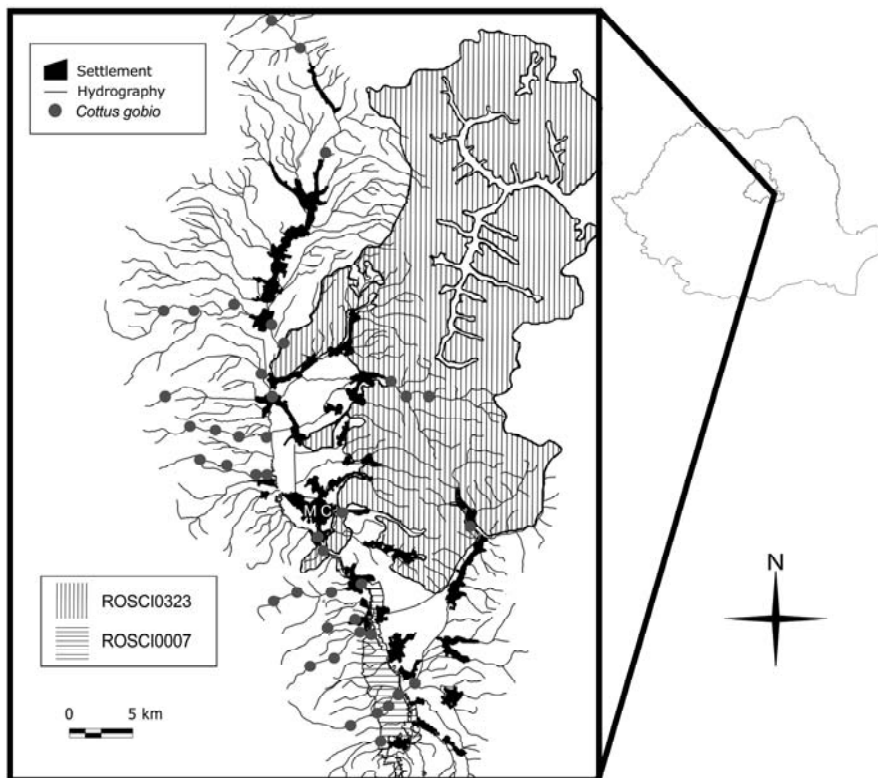 Settlement
Hydrography
Cottus gobio
M C
ROSCI0323
ROSCI0007
0 5 km
N